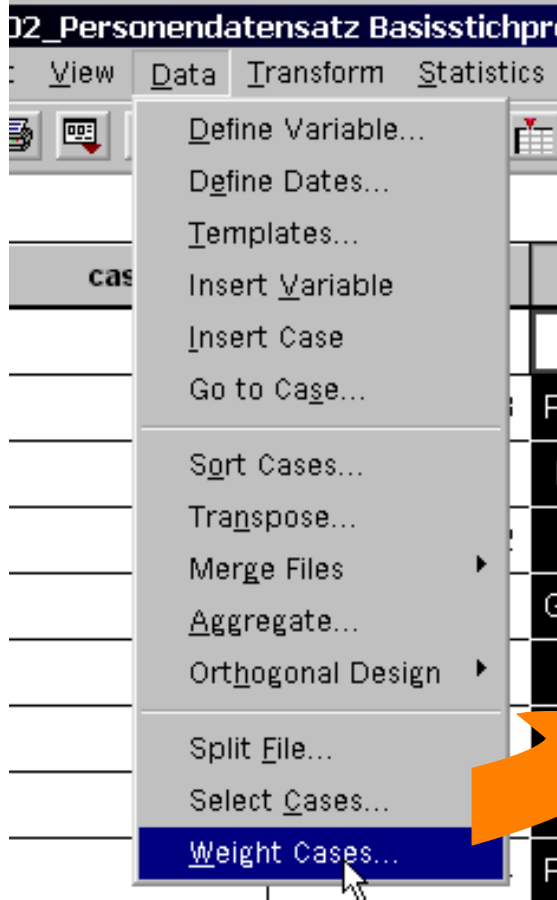 02_Personendatensatz Basisstichpr
View Data Transform Statistics
Define Variable...
Define Dates...
Templates...
cas
Insert Variable
Insert Case
Go to Case...
Sort Cases...
Transpose...
Merge Files
Aggregate...
Orthogonal Design
Split File...
Select Cases...
Weight Cases...